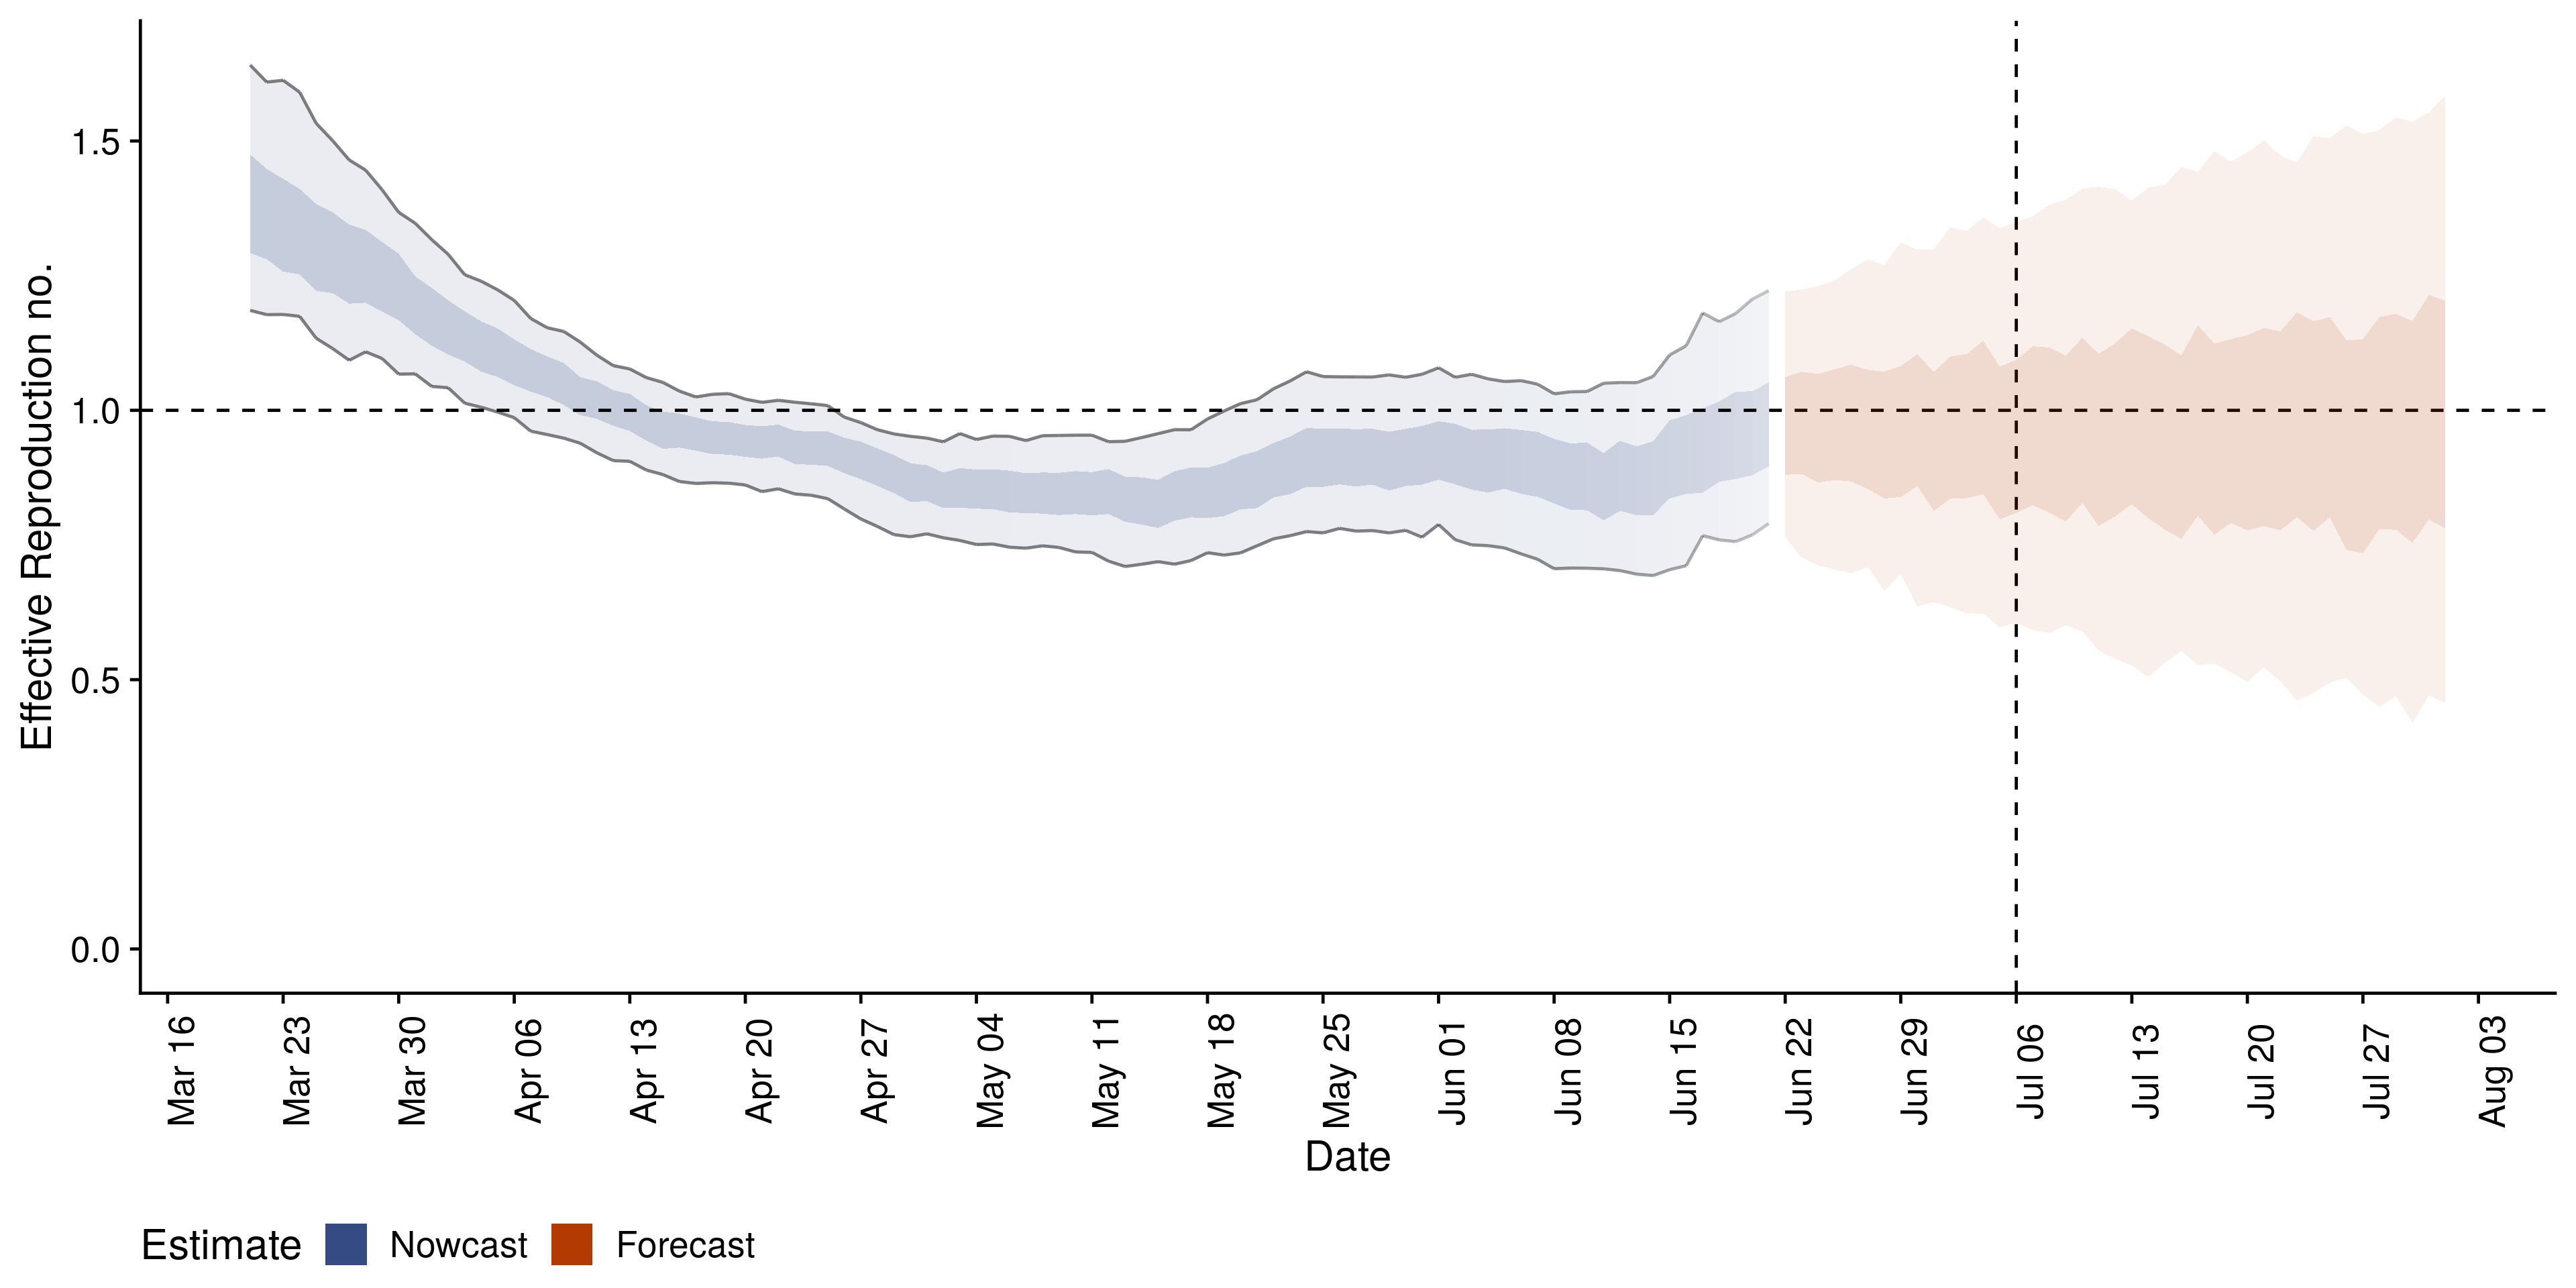 Effective Reproduction no.
1.5
1.0
0.5
0.0
Mar 16
Mar 23
Mar 30
Apr 06
Apr 13
Apr 20
Apr 27
May 04
May 11
May 18
May 25
Jun 01
Jun 08
Jun 15
Jun 22
Jun 29
Jul 06
Jul 13
Jul 20
Jul 27
Aug 03
Date
Estimate Nowcast Forecast